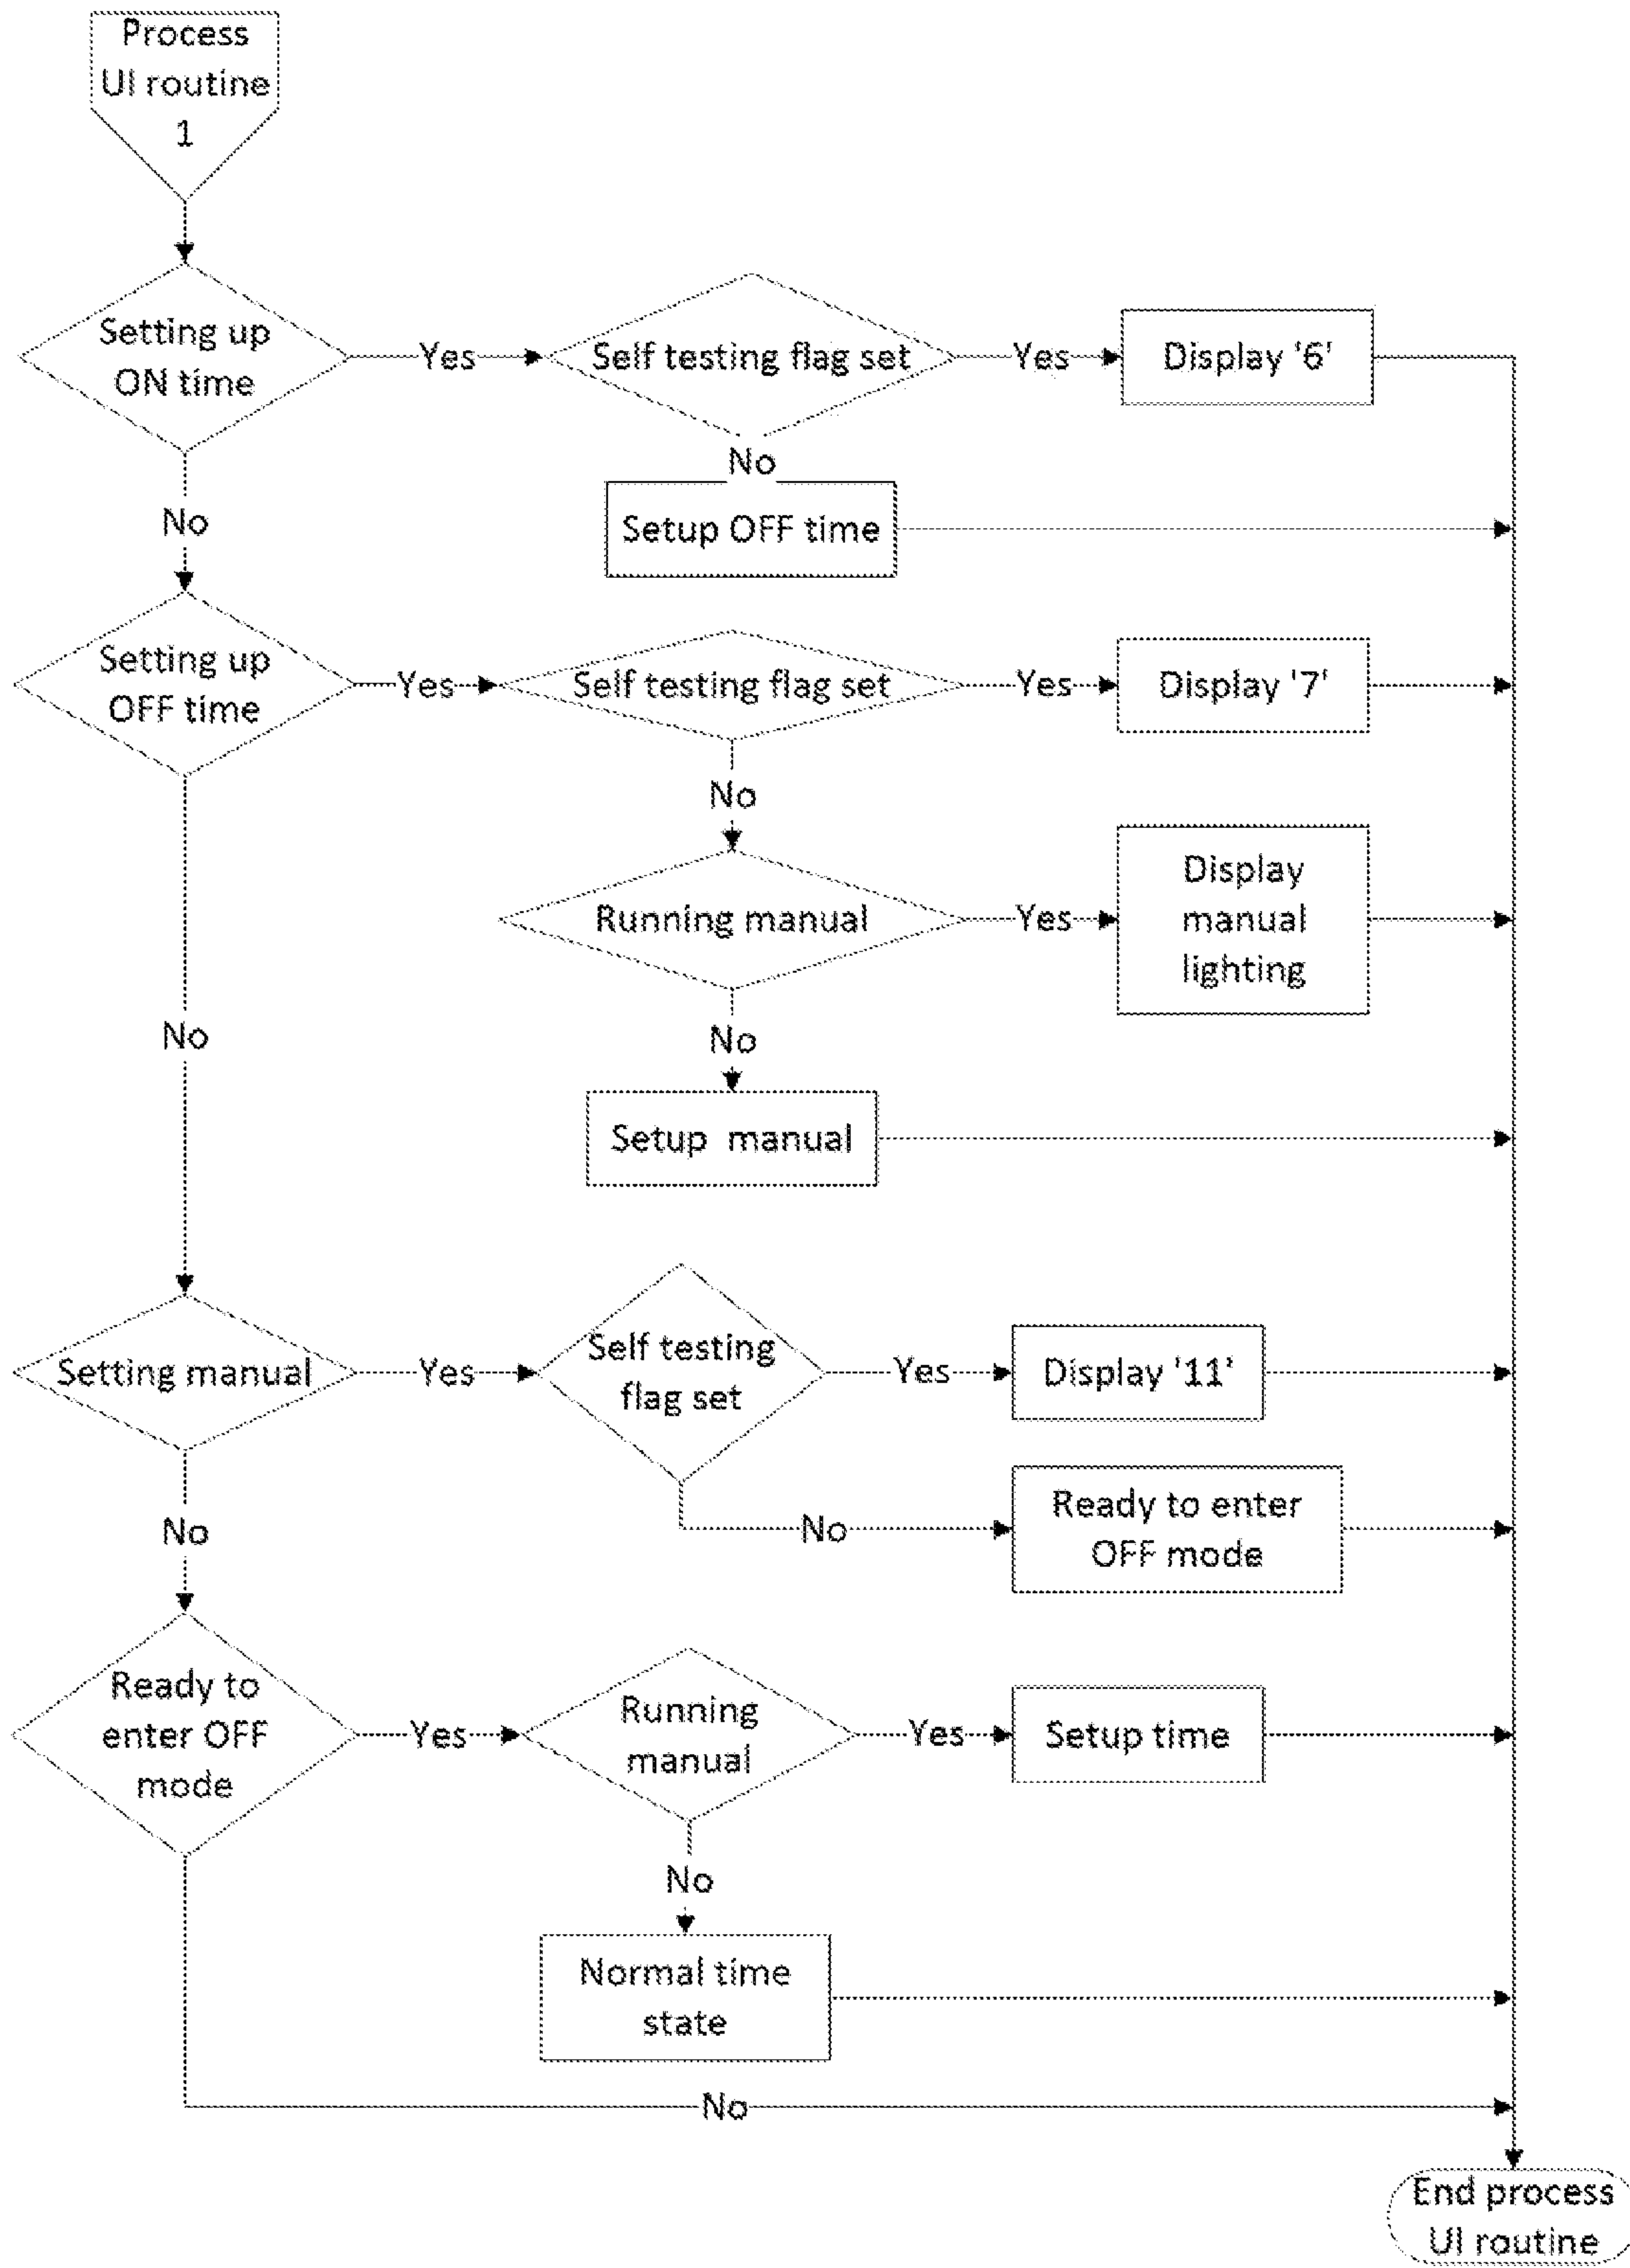 Process
UI routine
1
Setting up
ON time
Yes
Self testing flag set
Yes
Display '6'
No
Setup OFF time
No
Setting up
OFF time
Yes
Self testing flag set
Yes
Display '7'
No
Running manual
Yes
Display
manual
lighting
No
Setup manual
No
Setting manual
Yes
Self testing
flag set
Yes
Display '11'
No
Ready to enter
OFF mode
No
Ready to
enter OFF
mode
Yes
Running
manual
Yes
Setup time
No
Normal time
state
No
End process
UI routine